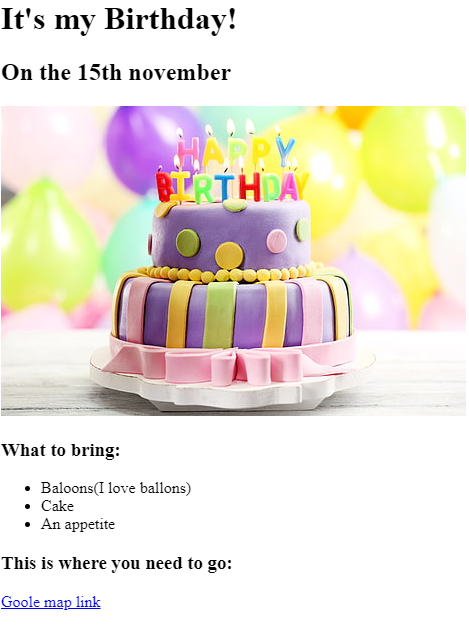 It's my Birthday!
On the 15th november
HAPPY
BIRTHDAY
What to bring:
Baloons(I love ballons)
Cake
An appetite
This is where you need to go:
Goole map link